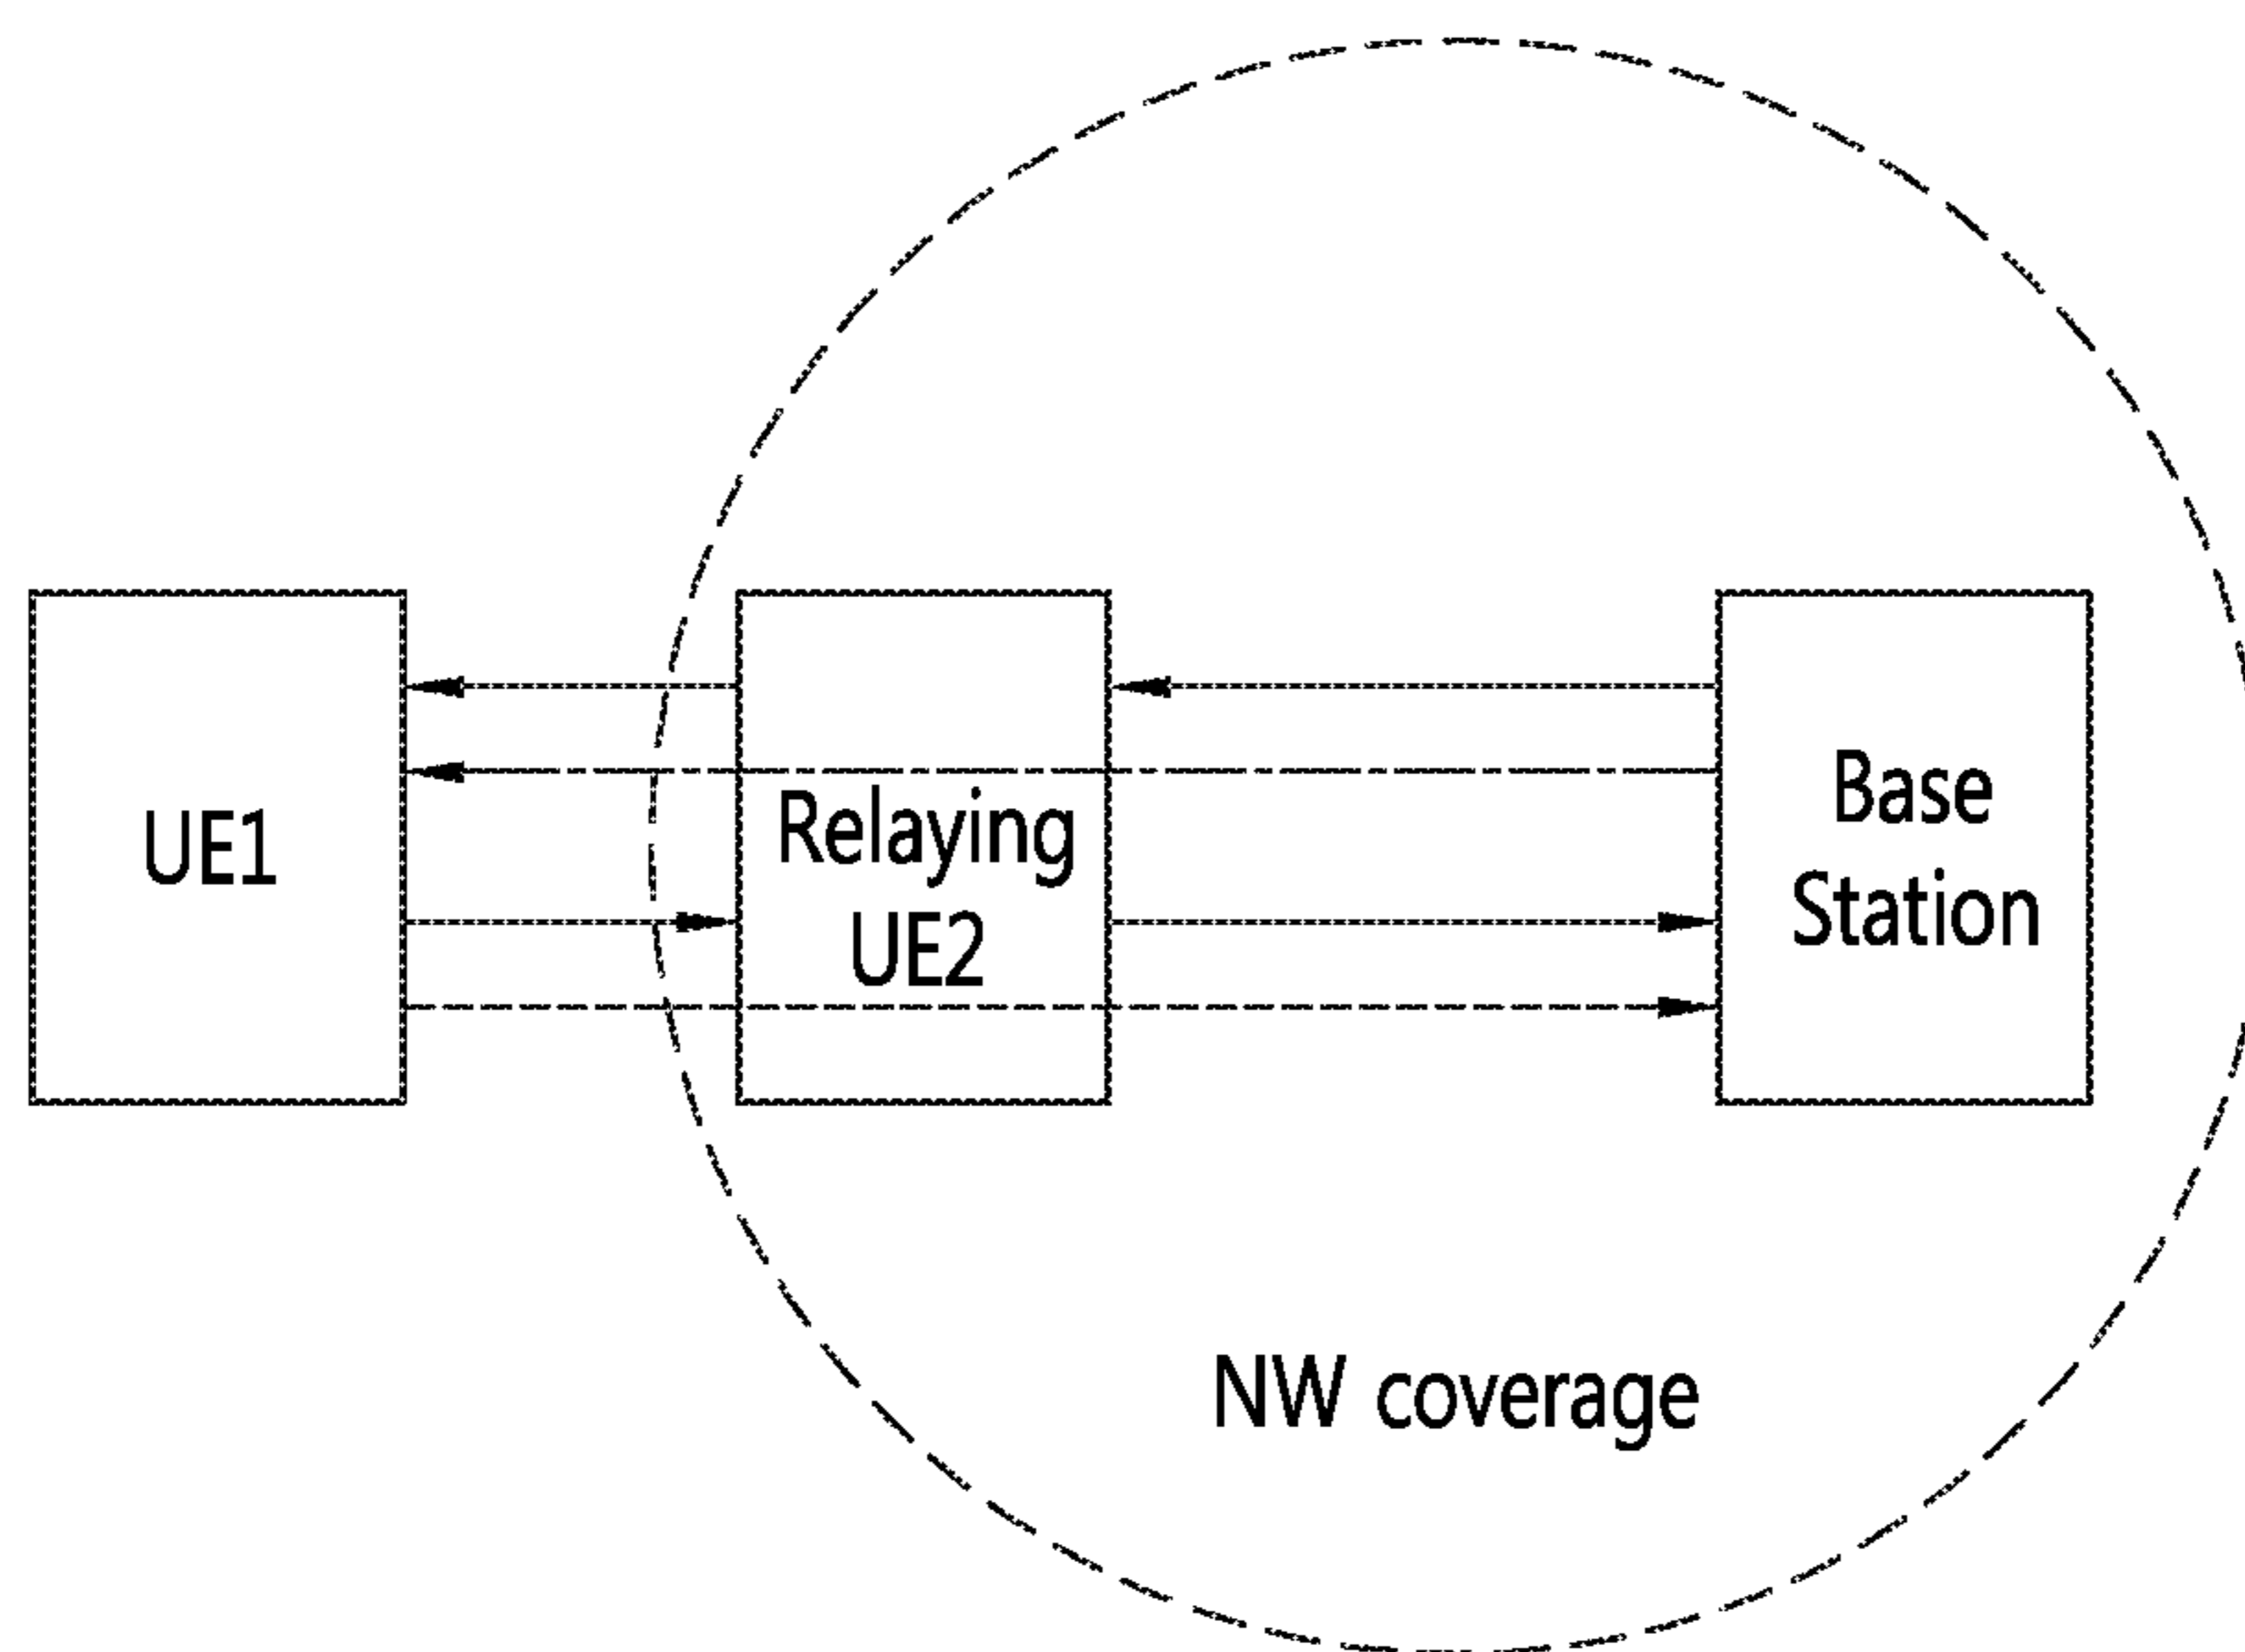 UE1
Relaying
UE2
Base
Station
NW coverage